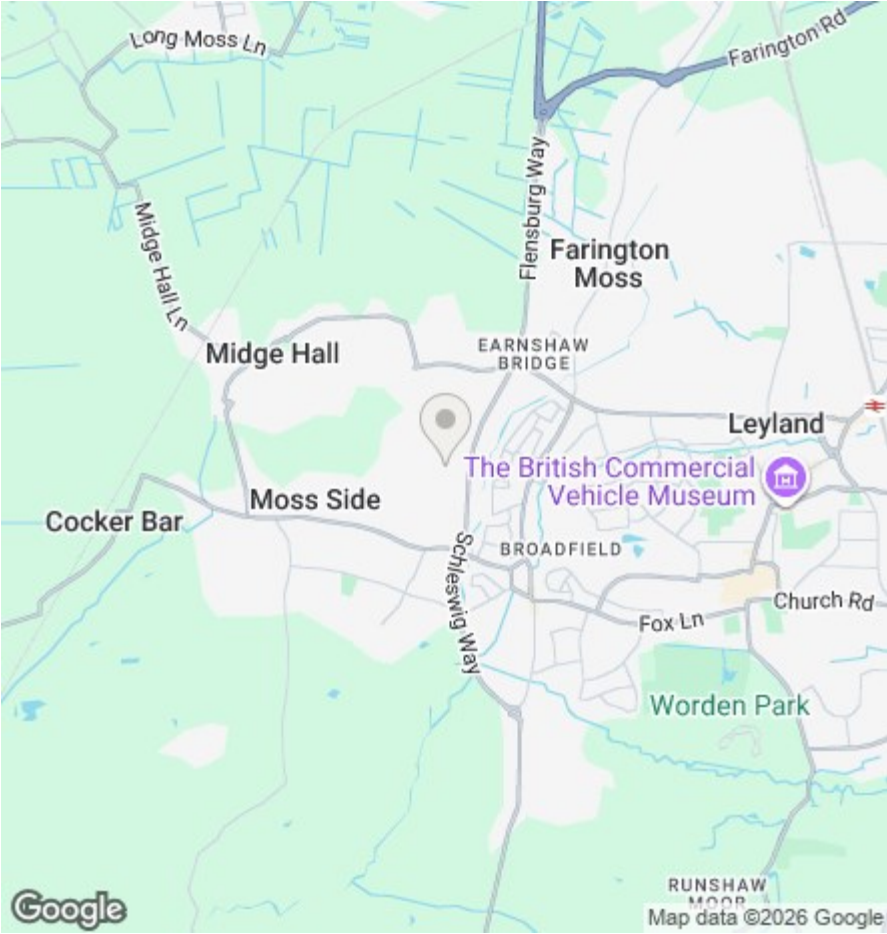 Long Moss Ln
Farington Rd
Flensburg Way
Midge Hall Ln
Farington
Moss
Midge Hall
EARNSHAW
BRIDGE
Leyland
The British Commercial
Vehicle Museum
Moss Side
Cocker Bar
Schleswig Way
BROADFIELD
Fox Ln
Church Rd
Worden Park
RUNSHAW
MOOR
Google
Map data ©2026 Google